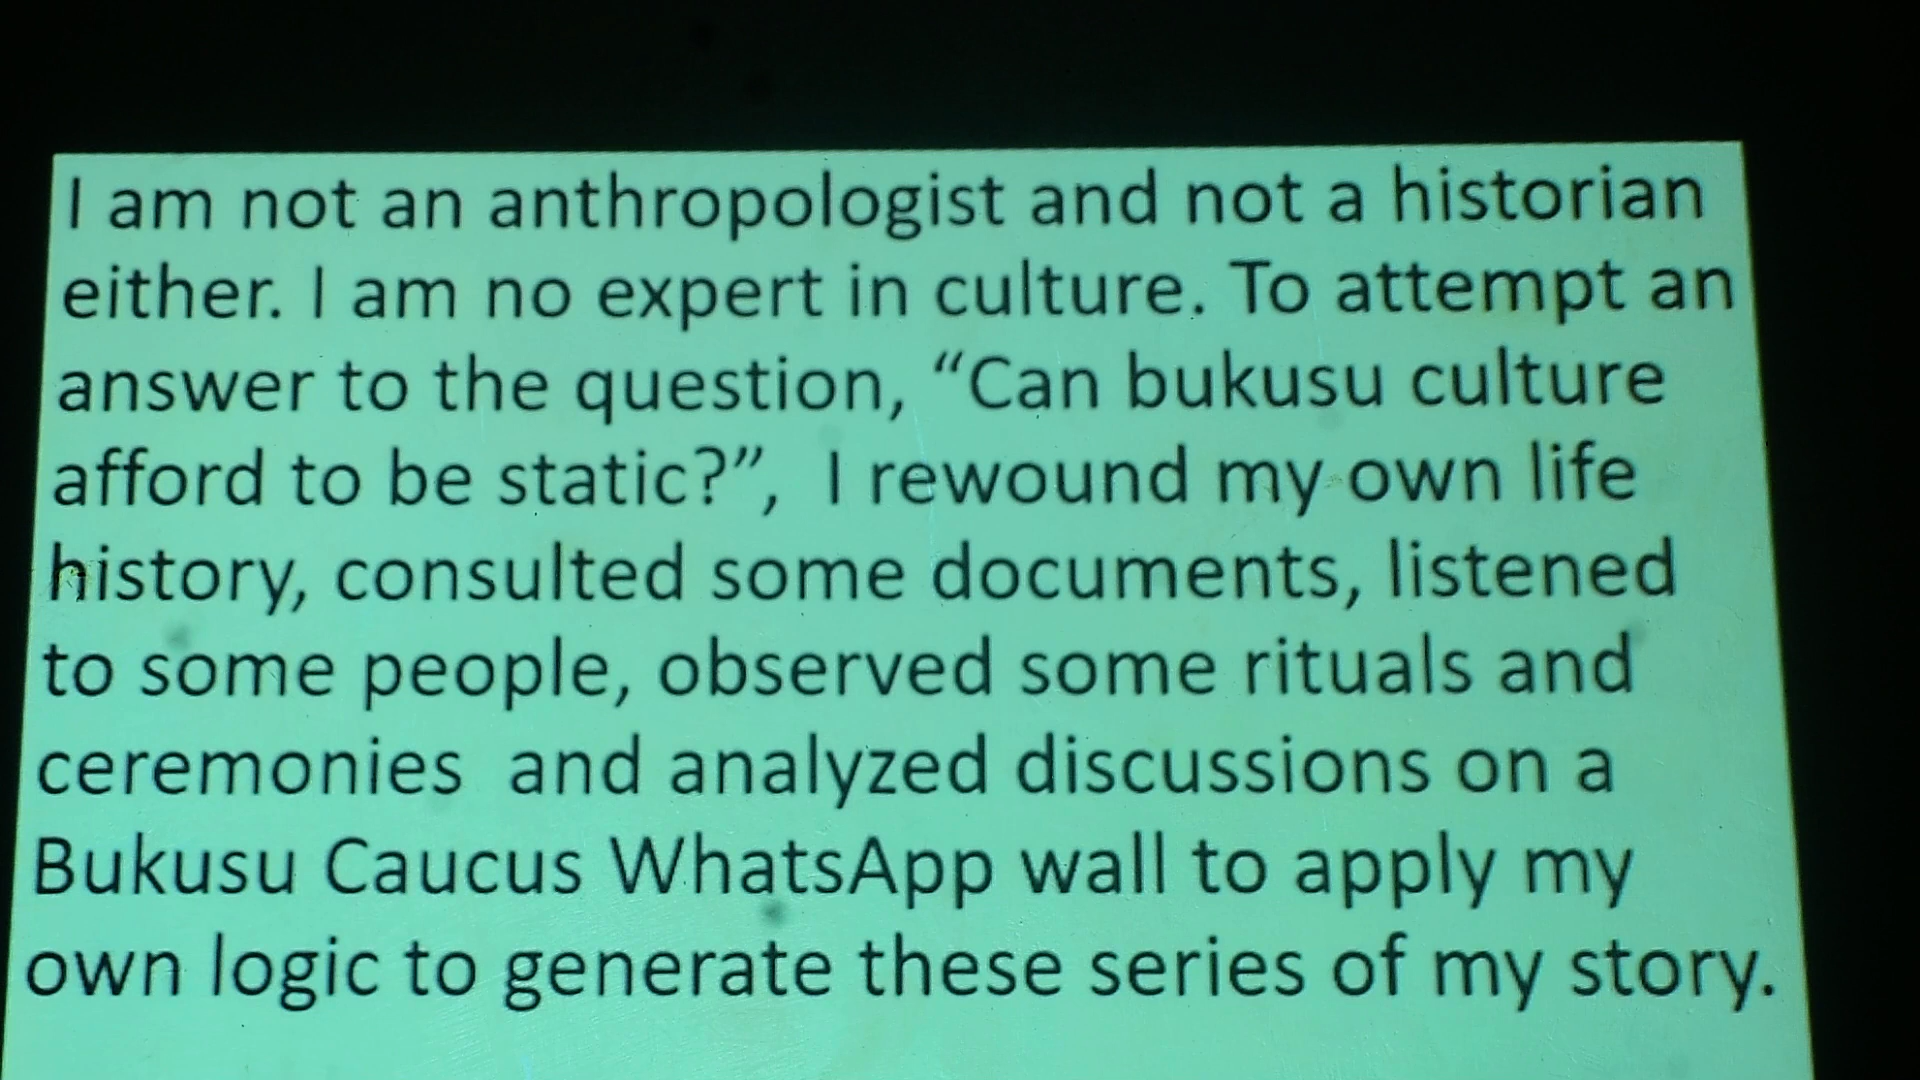 I am not an anthropologist and not a historian
either. I am no expert in culture. To attempt an
answer to the question, “Can bukusu culture
afford to be static?”,  I rewound my own life
history, consulted some documents, listened
to some people, observed some rituals and
ceremonies  and analyzed discussions on a
Bukusu Caucus WhatsApp wall to apply my
own logic to generate these series of my story.